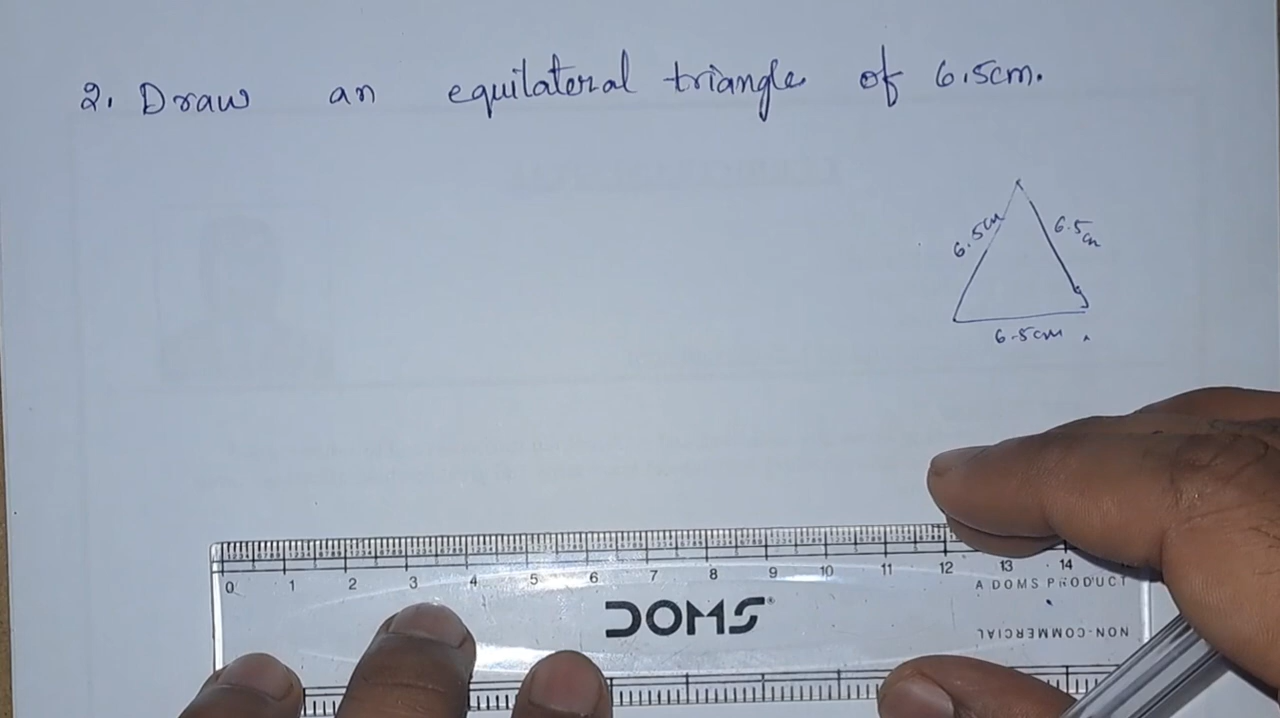 2. Draw an equilateral triangle of 6.5cm.
6.5cm
6.5cm
6.5cm
0 1 2 3 4 5 6 7 8 9 10 11 12 13 14
A DOMS PRODUCT
DOMS®
NON-COMMERCIAL